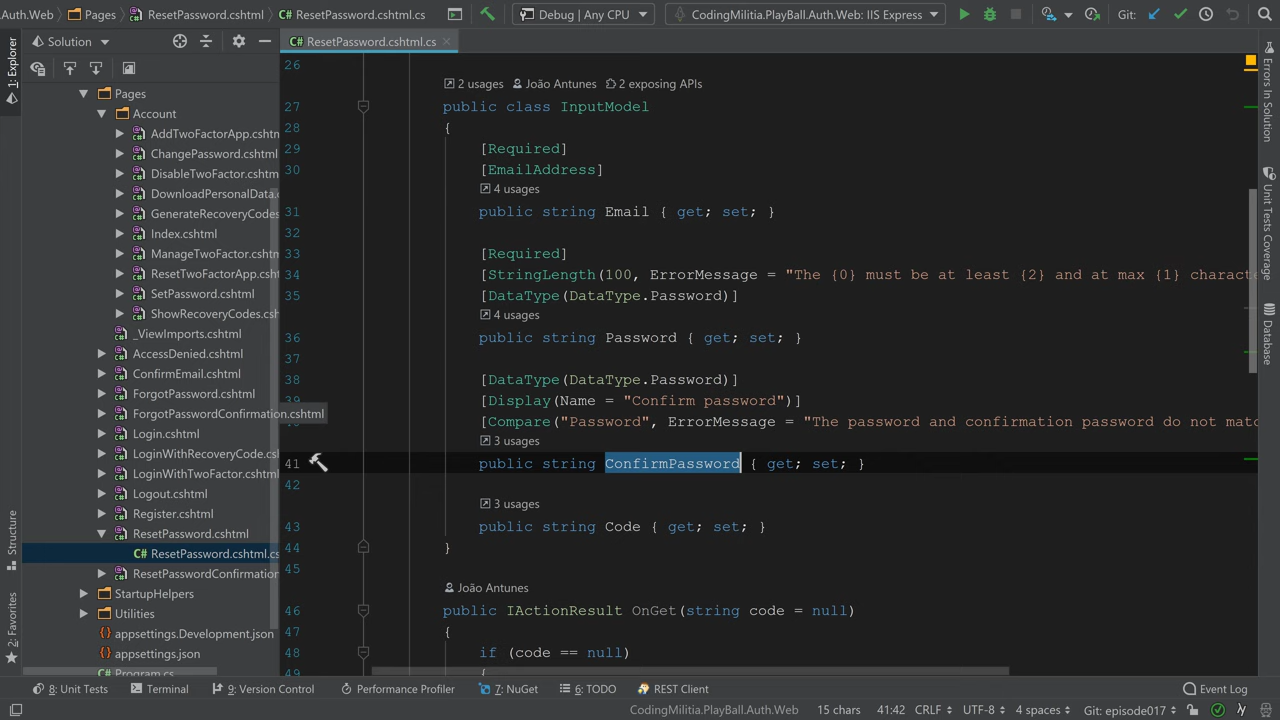 .Auth.Web Pages ResetPassword.cshtml ResetPassword.cshtml.cs Debug | Any CPU CodingMilitia.PlayBall.Auth.Web: IIS Express Git:
Solution
ResetPassword.cshtml.cs
1: Explorer
Structure
2: Favorites
Pages
Account
AddTwoFactorApp.cshtm
ChangePassword.cshtml
DisableTwoFactor.cshtml
DownloadPersonalData.c
GenerateRecoveryCodes
Index.cshtml
ManageTwoFactor.cshtm
ResetTwoFactorApp.csht
SetPassword.cshtml
ShowRecoveryCodes.csh
_ViewImports.cshtml
AccessDenied.cshtml
ConfirmEmail.cshtml
ForgotPassword.cshtml
ForgotPasswordConfirmation.cshtml
Login.cshtml
LoginWithRecoveryCode.csh
LoginWithTwoFactor.cshtml
Logout.cshtml
Register.cshtml
ResetPassword.cshtml
ResetPassword.cshtml.cs
ResetPasswordConfirmation
StartupHelpers
Utilities
appsettings.Development.json
appsettings.json
Program.cs
26
2 usages João Antunes 2 exposing APIs
27 public class InputModel
28 {
29 [Required]
30 [EmailAddress]
4 usages
31 public string Email { get; set; }
32
33 [Required]
34 [StringLength(100, ErrorMessage = "The {0} must be at least {2} and at max {1} characte
35 [DataType(DataType.Password)]
4 usages
36 public string Password { get; set; }
37
38 [DataType(DataType.Password)]
39 [Display(Name = "Confirm password")]
40 [Compare("Password", ErrorMessage = "The password and confirmation password do not matc
3 usages
41 public string ConfirmPassword { get; set; }
42
3 usages
43 public string Code { get; set; }
44 }
45
João Antunes
46 public IActionResult OnGet(string code = null)
47 {
48 if (code == null)
49 {
Errors In Solution
Unit Tests Coverage
Database
8: Unit Tests Terminal 9: Version Control Performance Profiler 7: NuGet 6: TODO REST Client Event Log
CodingMilitia.PlayBall.Auth.Web 15 chars 41:42 CRLF UTF-8 4 spaces Git: episode017